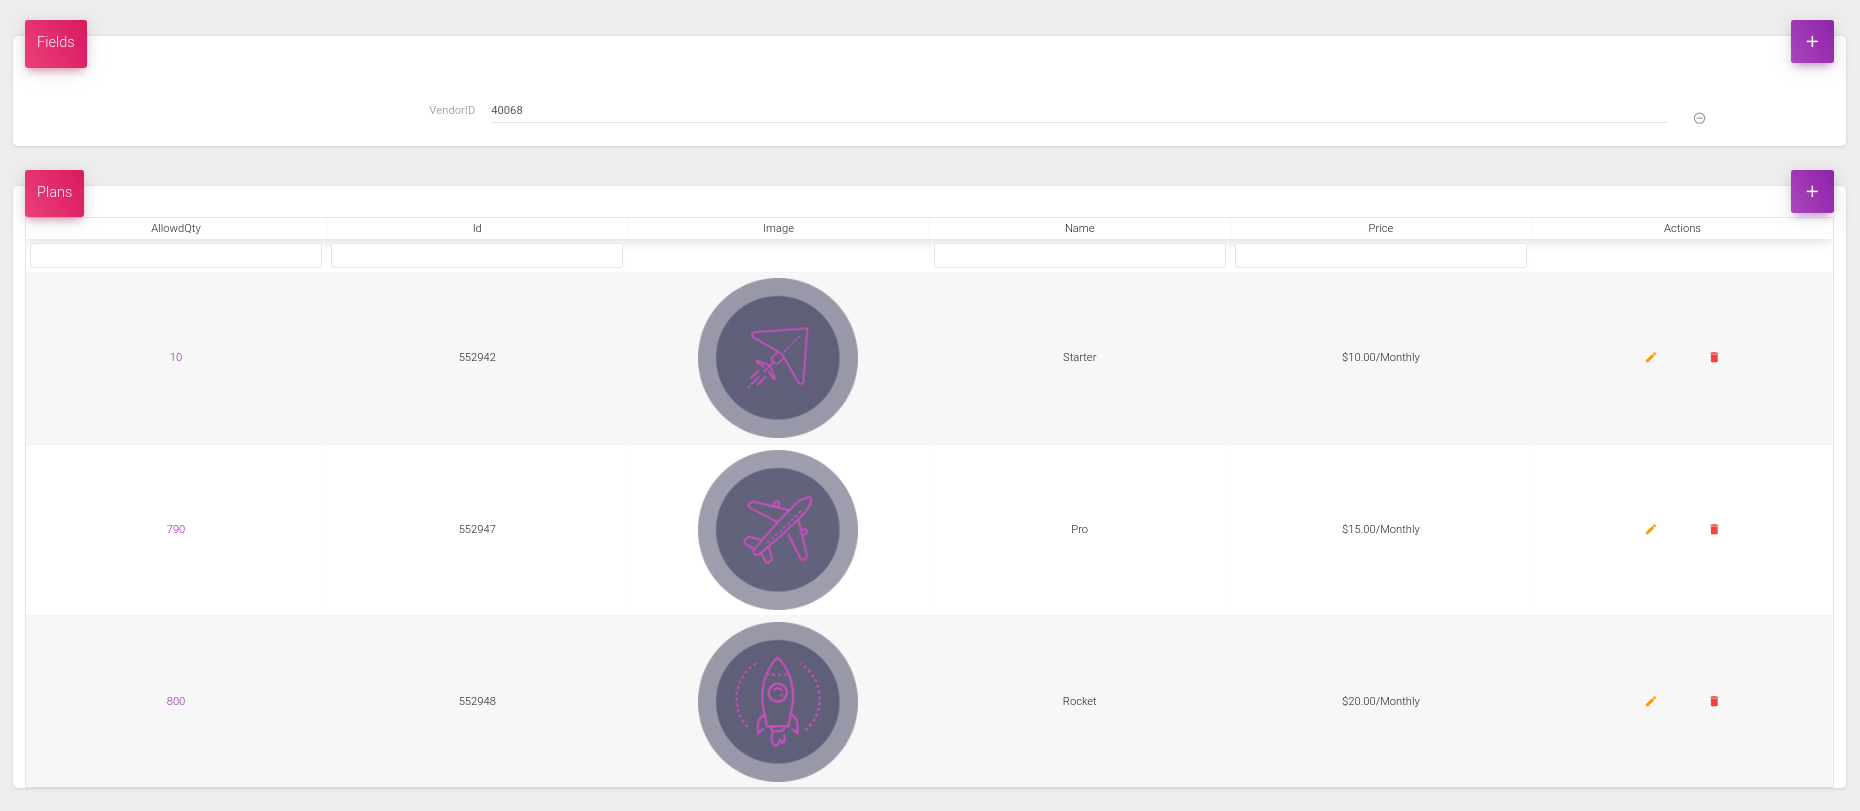 Fields
+
VendorID 40068
Plans
+
AllowdQty Id Image Name Price Actions
10 552942 Starter $10.00/Monthly
790 552947 Pro $15.00/Monthly
800 552948 Rocket $20.00/Monthly